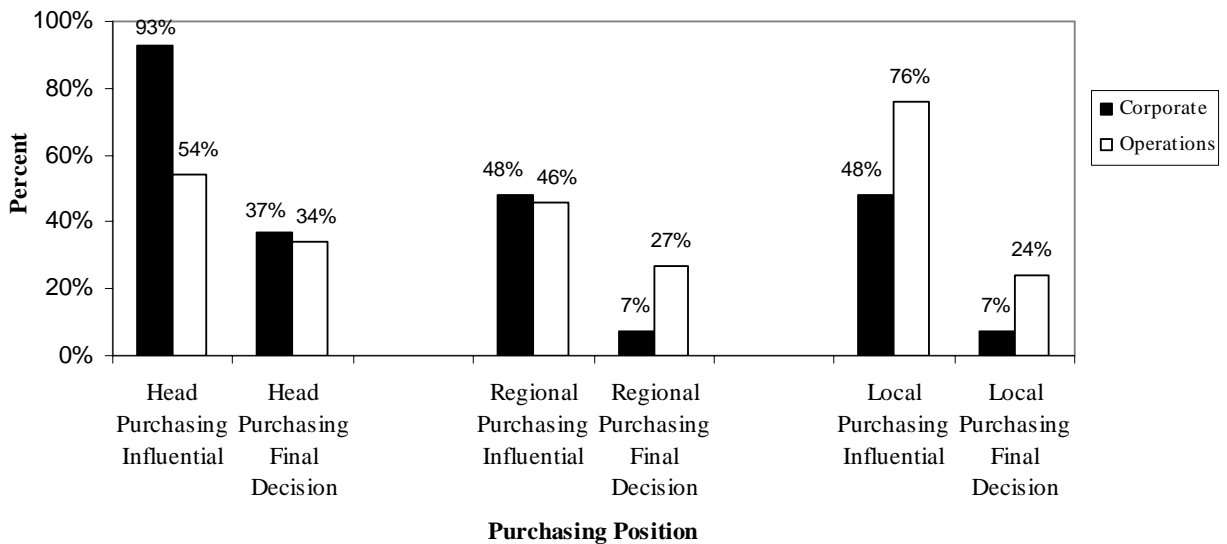 100%
80%
60%
40%
20%
0%
Percent
93%
54%
37%
34%
48%
46%
7%
27%
48%
76%
7%
24%
Corporate
Operations
Head
Purchasing
Influential
Head
Purchasing
Final
Decision
Regional
Purchasing
Influential
Regional
Purchasing
Final
Decision
Local
Purchasing
Influential
Local
Purchasing
Final
Decision
Purchasing Position